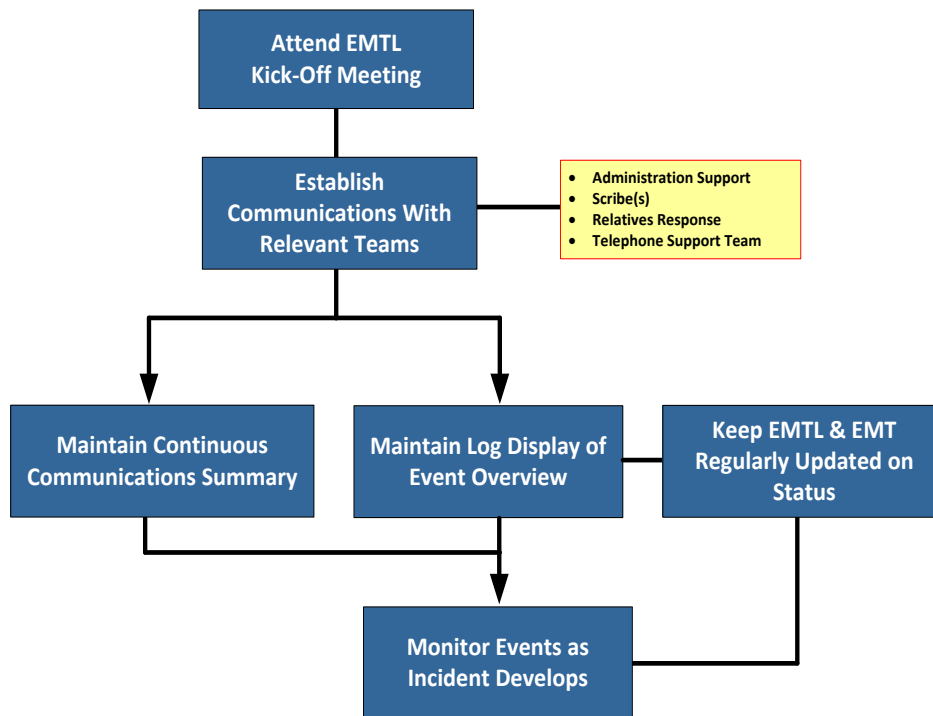 Attend EMTL
Kick-Off Meeting
Establish
Communications With
Relevant Teams
• Administration Support
• Scribe(s)
• Relatives Response
• Telephone Support Team
Maintain Continuous
Communications Summary
Maintain Log Display of
Event Overview
Keep EMTL & EMT
Regularly Updated on
Status
Monitor Events as
Incident Develops